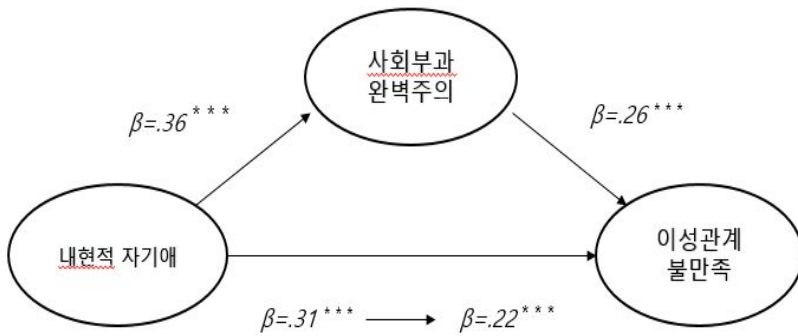 사회부과
완벽주의
β=.36***
β=.26***
내현적 자기애
이성관계
불만족
β=.31*** → β=.22***